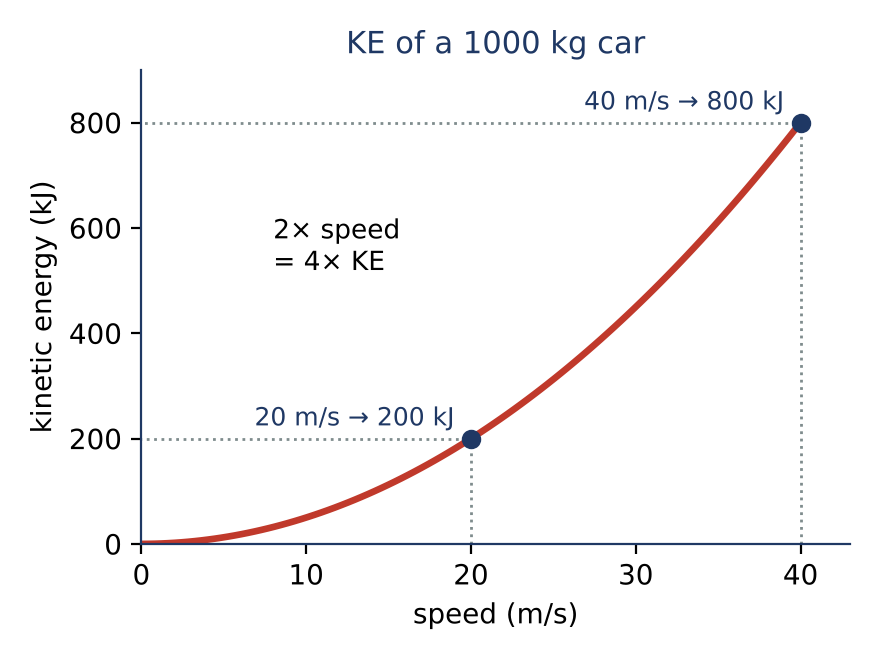 KE of a 1000 kg car
40 m/s → 800 kJ
800
600
400
200
0
kinetic energy (kJ)
2× speed
= 4× KE
20 m/s → 200 kJ
0 10 20 30 40
speed (m/s)